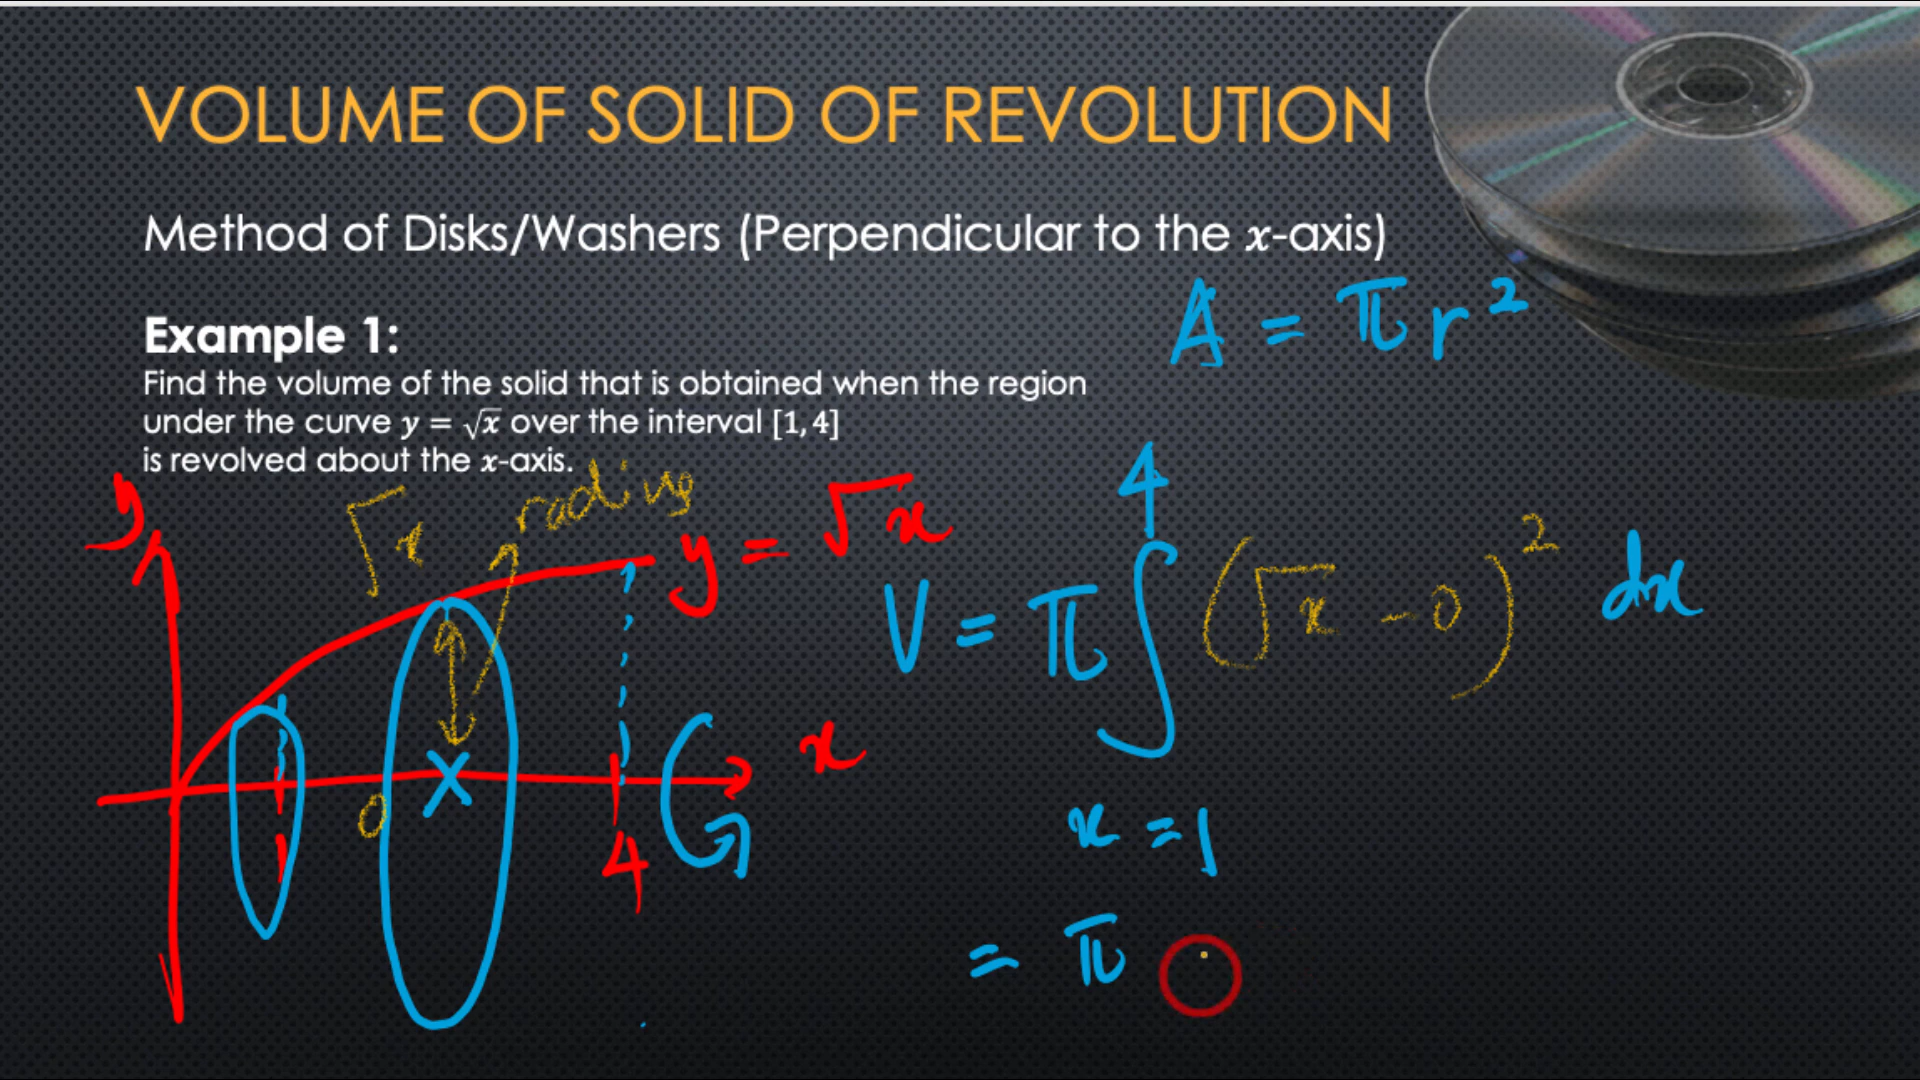 VOLUME OF SOLID OF REVOLUTION
Method of Disks/Washers (Perpendicular to the x-axis)
A = πr²
Example 1:
Find the volume of the solid that is obtained when the region
under the curve y = √x over the interval [1, 4]
is revolved about the x-axis.
y
√x
radius
y = √x
V = π ∫ 4 x = 1 (√x - 0)² dx
x
0
4
= π